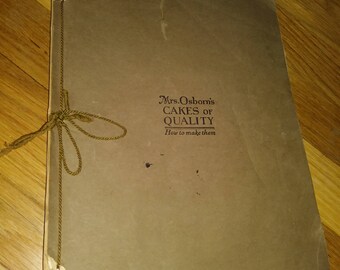 Mrs. Osborn's
CAKES OF
QUALITY
How to make them